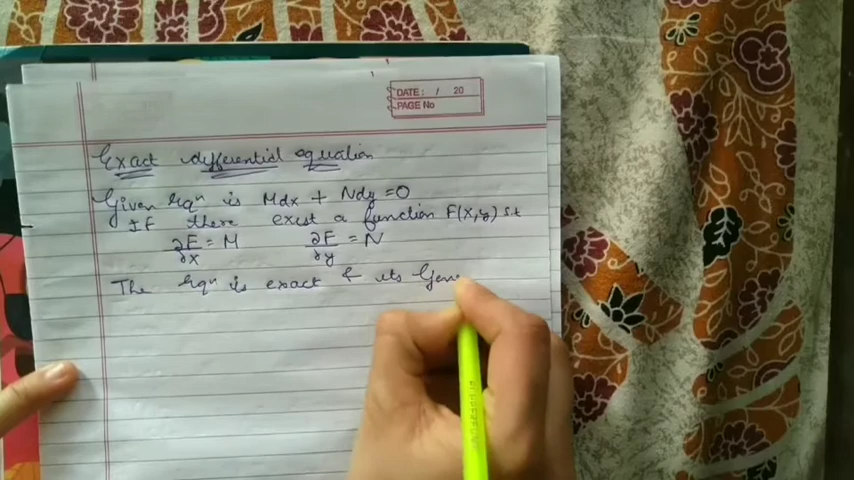 DATE: / 20
PAGE No
Exact differential equation
Given eqn is Mdx + Ndy = 0
If there exist a function F(x,y) s.t
∂F/∂x = M ∂F/∂y = N
The eqn is exact & its Gene